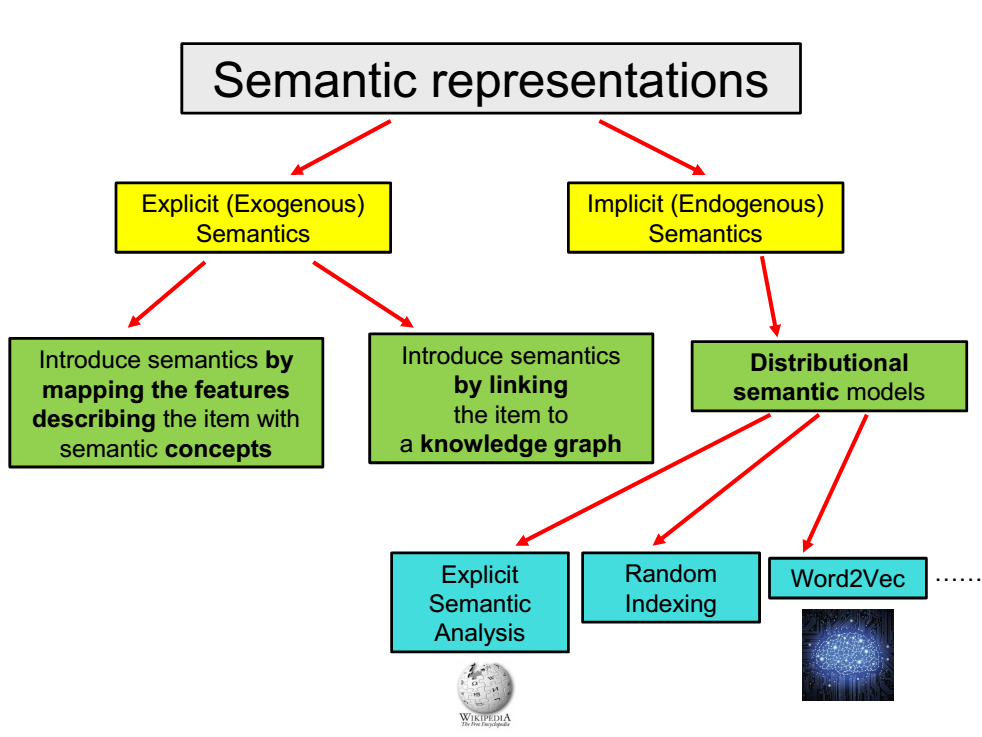 Semantic representations
Explicit (Exogenous)
Semantics
Implicit (Endogenous)
Semantics
Introduce semantics by
mapping the features
describing the item with
semantic concepts
Introduce semantics
by linking
the item to
a knowledge graph
Distributional
semantic models
Explicit
Semantic
Analysis
Random
Indexing
Word2Vec
……
WIKIPEDIA
The Free Encyclopedia